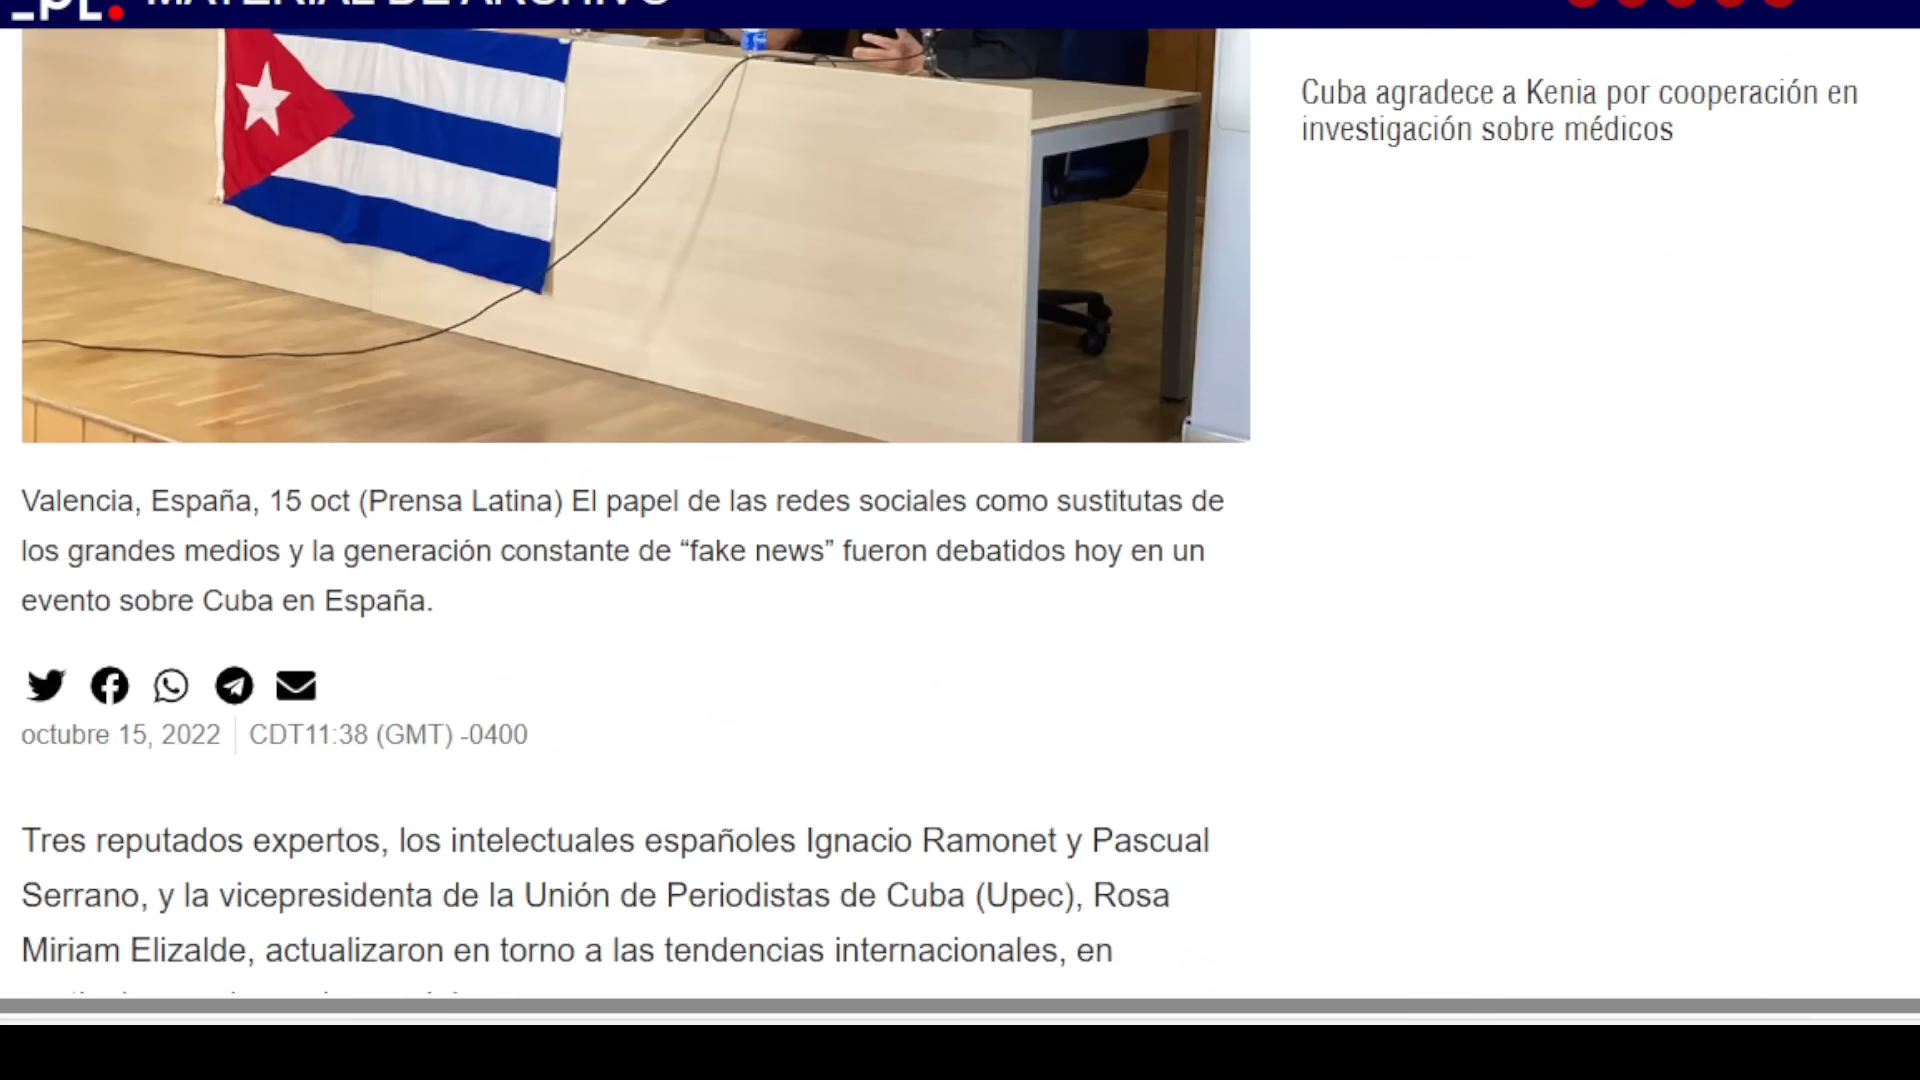 MATERIAL DE ARCHIVO
Cuba agradece a Kenia por cooperación en
investigación sobre médicos
Valencia, España, 15 oct (Prensa Latina) El papel de las redes sociales como sustitutas de
los grandes medios y la generación constante de “fake news” fueron debatidos hoy en un
evento sobre Cuba en España.
octubre 15, 2022
CDT11:38 (GMT) -0400
Tres reputados expertos, los intelectuales españoles Ignacio Ramonet y Pascual
Serrano, y la vicepresidenta de la Unión de Periodistas de Cuba (Upec), Rosa
Miriam Elizalde, actualizaron en torno a las tendencias internacionales, en